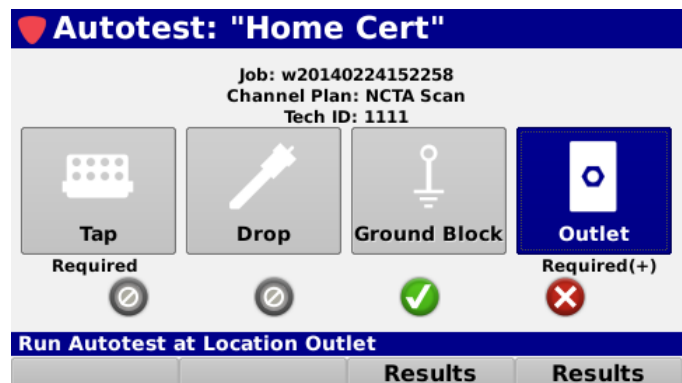 Autotest: "Home Cert"
Job: w20140224152258
Channel Plan: NCTA Scan
Tech ID: 1111
Tap Drop Ground Block Outlet
Required Required(+)
Run Autotest at Location Outlet
Results Results